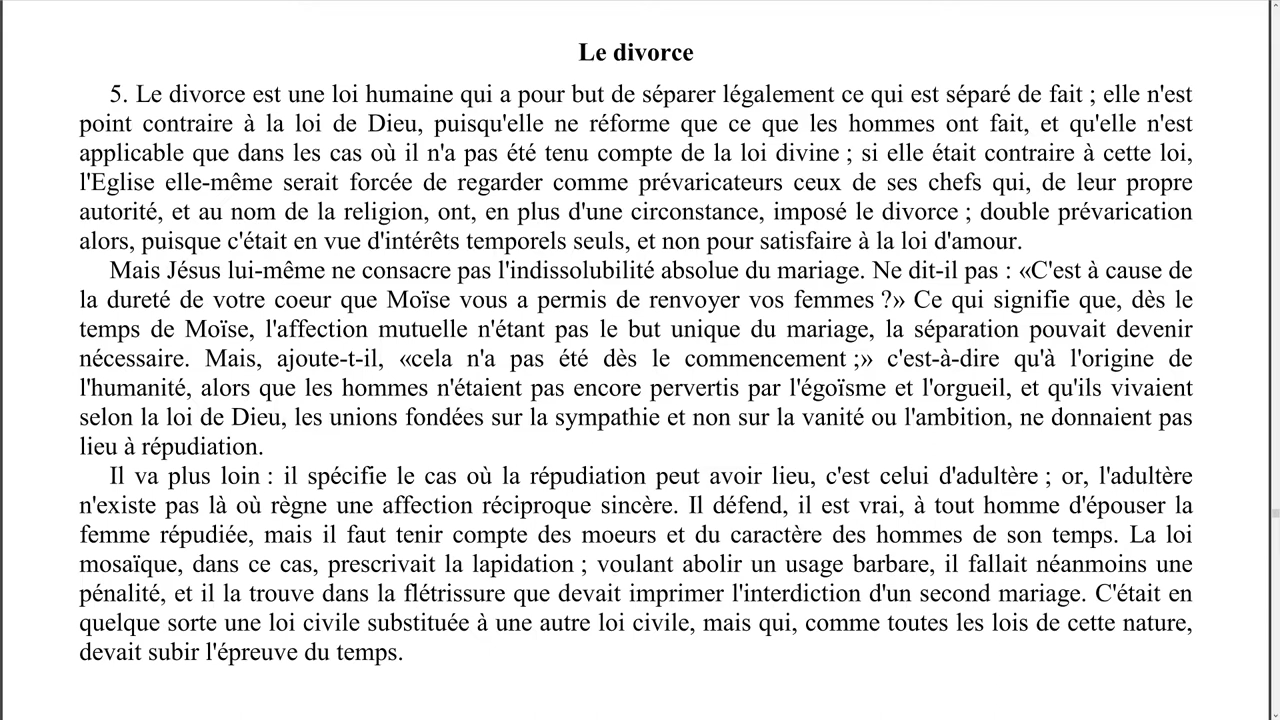 Le divorce
5. Le divorce est une loi humaine qui a pour but de séparer légalement ce qui est séparé de fait ; elle n'est
point contraire à la loi de Dieu, puisqu'elle ne réforme que ce que les hommes ont fait, et qu'elle n'est
applicable que dans les cas où il n'a pas été tenu compte de la loi divine ; si elle était contraire à cette loi,
l'Eglise elle-même serait forcée de regarder comme prévaricateurs ceux de ses chefs qui, de leur propre
autorité, et au nom de la religion, ont, en plus d'une circonstance, imposé le divorce ; double prévarication
alors, puisque c'était en vue d'intérêts temporels seuls, et non pour satisfaire à la loi d'amour.
Mais Jésus lui-même ne consacre pas l'indissolubilité absolue du mariage. Ne dit-il pas : «C'est à cause de
la dureté de votre coeur que Moïse vous a permis de renvoyer vos femmes ?» Ce qui signifie que, dès le
temps de Moïse, l'affection mutuelle n'étant pas le but unique du mariage, la séparation pouvait devenir
nécessaire. Mais, ajoute-t-il, «cela n'a pas été dès le commencement ;» c'est-à-dire qu'à l'origine de
l'humanité, alors que les hommes n'étaient pas encore pervertis par l'égoïsme et l'orgueil, et qu'ils vivaient
selon la loi de Dieu, les unions fondées sur la sympathie et non sur la vanité ou l'ambition, ne donnaient pas
lieu à répudiation.
Il va plus loin : il spécifie le cas où la répudiation peut avoir lieu, c'est celui d'adultère ; or, l'adultère
n'existe pas là où règne une affection réciproque sincère. Il défend, il est vrai, à tout homme d'épouser la
femme répudiée, mais il faut tenir compte des moeurs et du caractère des hommes de son temps. La loi
mosaïque, dans ce cas, prescrivait la lapidation ; voulant abolir un usage barbare, il fallait néanmoins une
pénalité, et il la trouve dans la flétrissure que devait imprimer l'interdiction d'un second mariage. C'était en
quelque sorte une loi civile substituée à une autre loi civile, mais qui, comme toutes les lois de cette nature,
devait subir l'épreuve du temps.